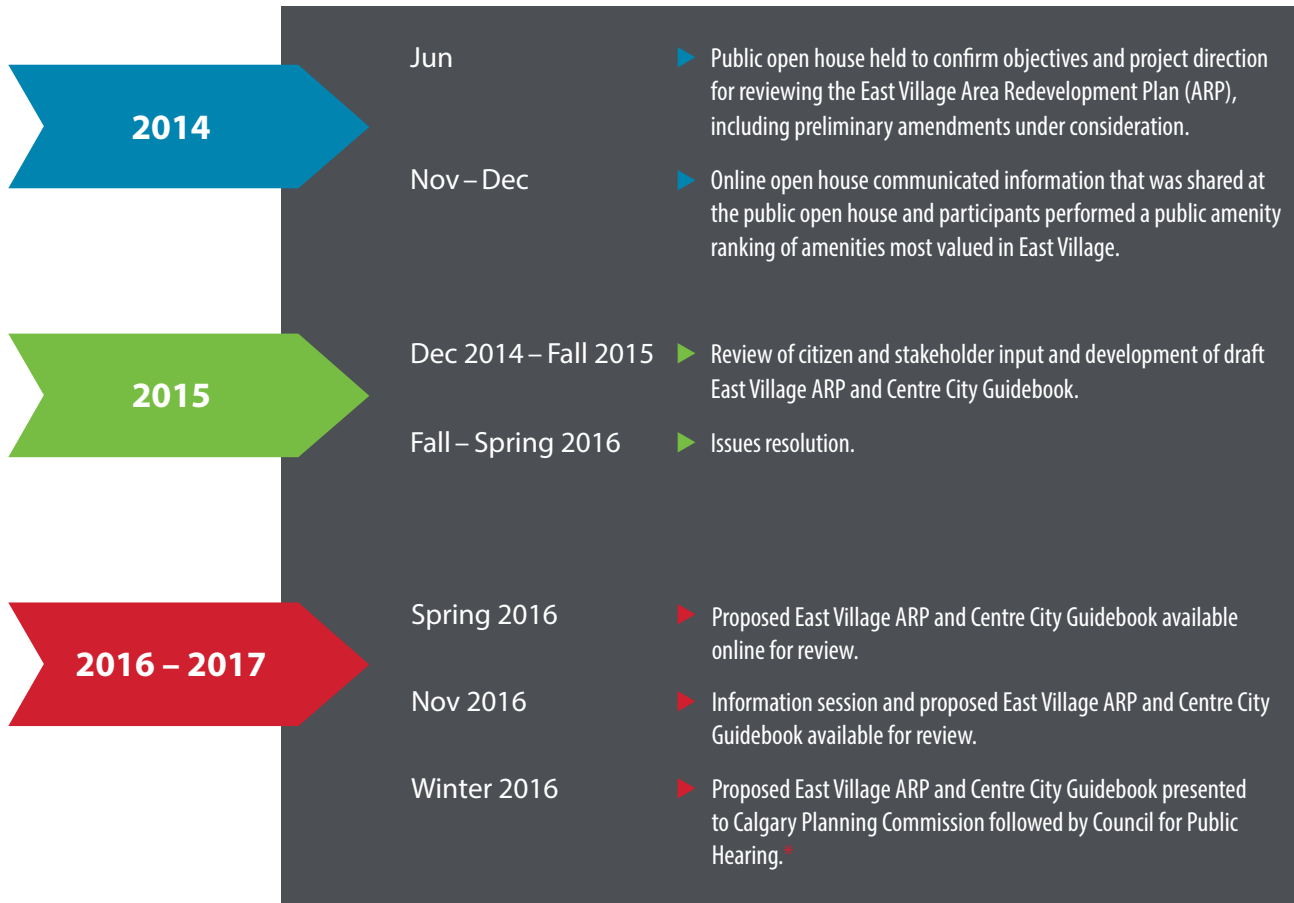 2014
Jun
Public open house held to confirm objectives and project direction
for reviewing the East Village Area Redevelopment Plan (ARP),
including preliminary amendments under consideration.
Nov – Dec
Online open house communicated information that was shared at
the public open house and participants performed a public amenity
ranking of amenities most valued in East Village.
2015
Dec 2014 – Fall 2015
Review of citizen and stakeholder input and development of draft
East Village ARP and Centre City Guidebook.
Fall – Spring 2016
Issues resolution.
2016 – 2017
Spring 2016
Proposed East Village ARP and Centre City Guidebook available
online for review.
Nov 2016
Information session and proposed East Village ARP and Centre City
Guidebook available for review.
Winter 2016
Proposed East Village ARP and Centre City Guidebook presented
to Calgary Planning Commission followed by Council for Public
Hearing.*